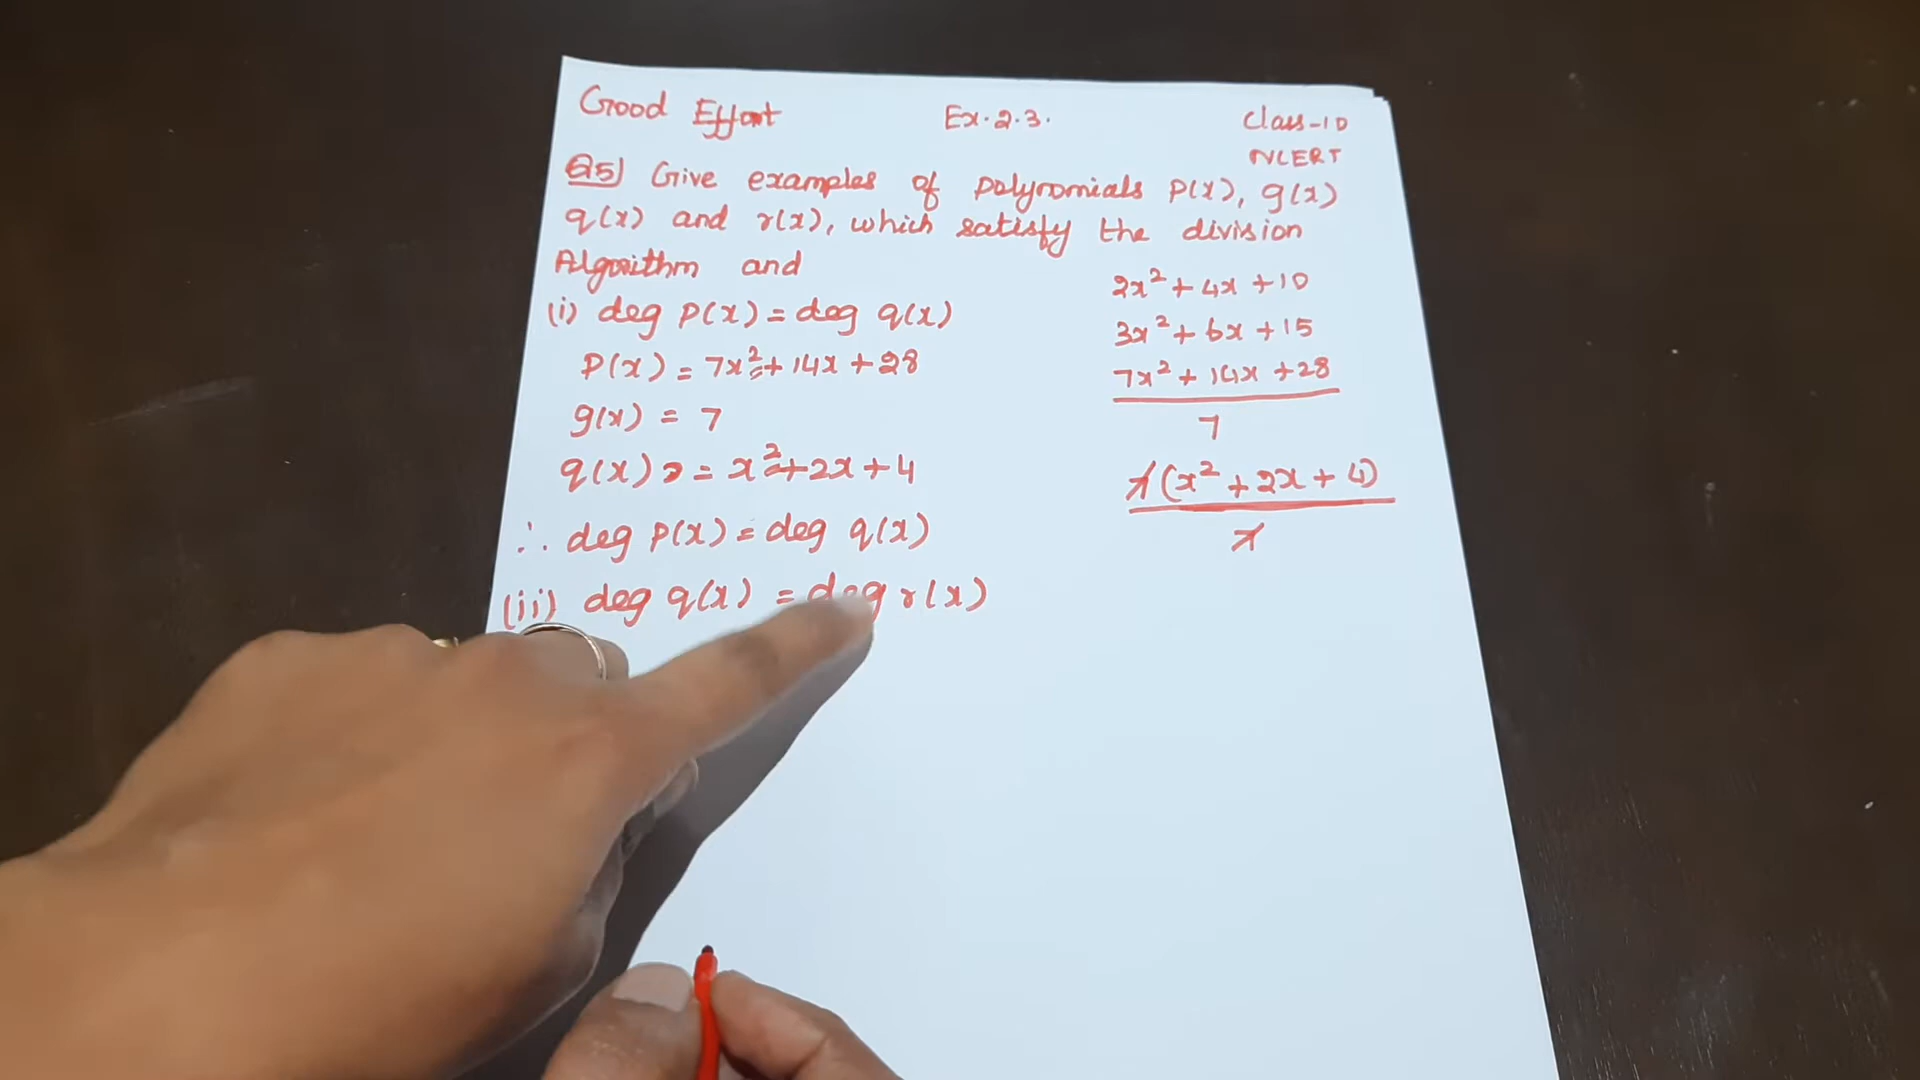 Good Effort Ex.2.3. Class-10
NCERT
Q5) Give examples of polynomials P(x), g(x)
q(x) and r(x), which satisfy the division
Algorithm and
(i) deg P(x) = deg q(x)
P(x) = 7x²+14x+28
g(x) = 7
q(x) = x²+2x+4
∴ deg P(x) = deg q(x)
(ii) deg q(x) = deg r(x)
2x²+4x+10
3x²+6x+15
7x²+14x+28
7
7(x²+2x+4)
7